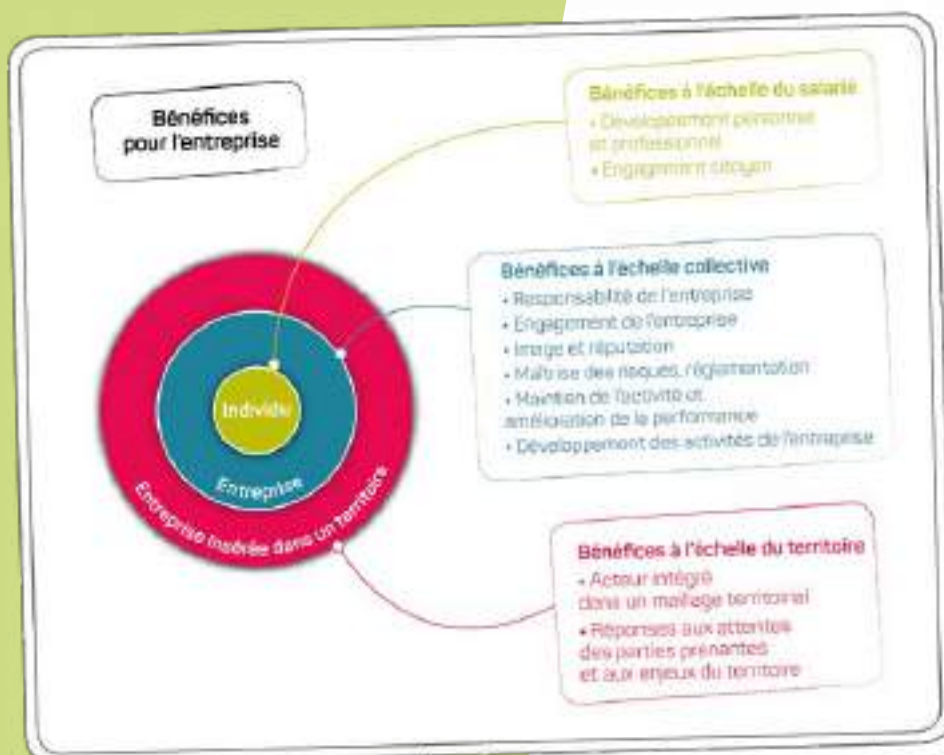 Bénéfices
pour l'entreprise
Bénéfices à l'échelle du salarié
• Développement personnel
et professionnel
• Engagement citoyen
Bénéfices à l'échelle collective
• Responsabilité de l'entreprise
• Engagement de l'entreprise
• Image et réputation
• Maîtrise des risques, réglementation
• Maintien de l'activité et
amélioration de la performance
• Développement des activités de l'entreprise
Individu
Entreprise
Entreprise insérée dans un territoire
Bénéfices à l'échelle du territoire
• Acteur intégré
dans un maillage territorial
• Réponses aux attentes
des parties prenantes
et aux enjeux du territoire